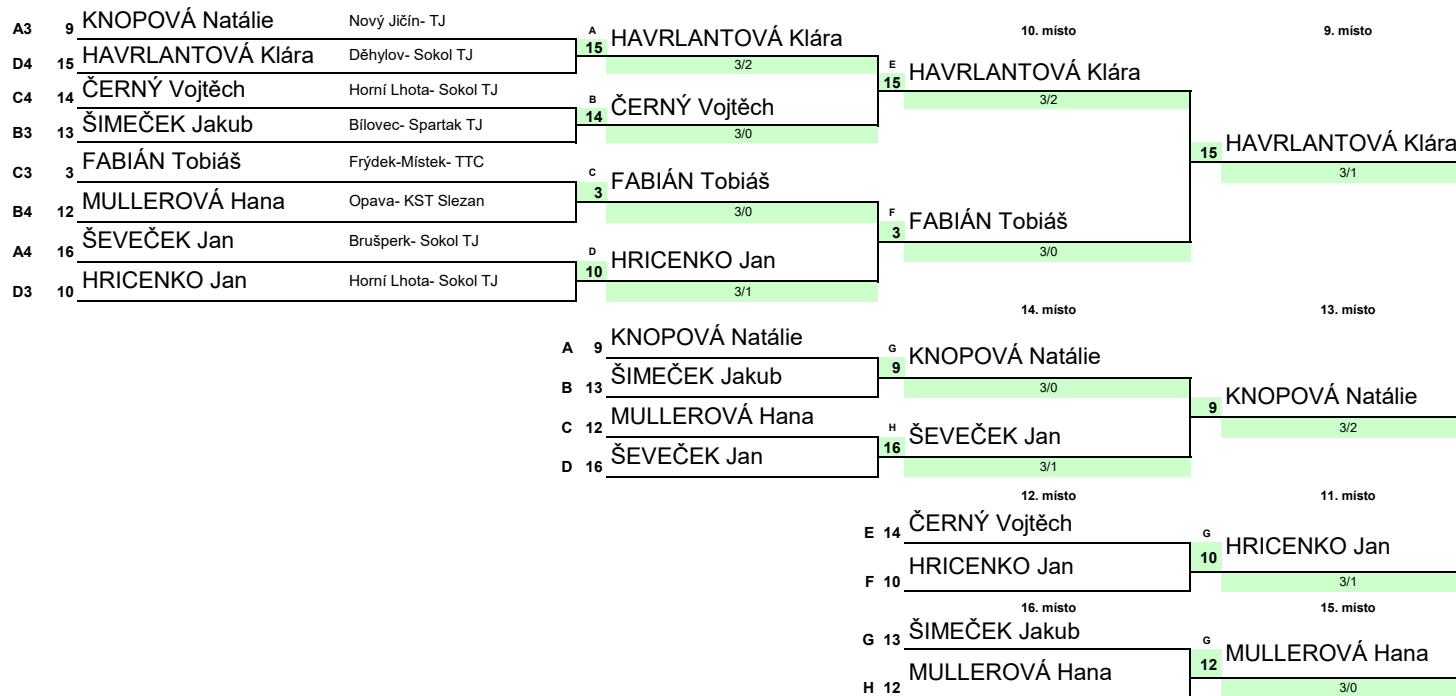 A3 9 KNOPOVÁ Natálie Nový Jičín- TJ
D4 15 HAVRLANTOVÁ Klára Děhylov- Sokol TJ
C4 14 ČERNÝ Vojtěch Horní Lhota- Sokol TJ
B3 13 ŠIMEČEK Jakub Bílovec- Spartak TJ
C3 3 FABIÁN Tobiáš Frýdek-Místek- TTC
B4 12 MULLEROVÁ Hana Opava- KST Slezan
A4 16 ŠEVEČEK Jan Brušperk- Sokol TJ
D3 10 HRICENKO Jan Horní Lhota- Sokol TJ
A
15 HAVRLANTOVÁ Klára
3/2
B
14 ČERNÝ Vojtěch
3/0
C
3 FABIÁN Tobiáš
3/0
D
10 HRICENKO Jan
3/1
10. místo
E
15 HAVRLANTOVÁ Klára
3/2
F
3 FABIÁN Tobiáš
3/0
9. místo
15 HAVRLANTOVÁ Klára
3/1
A 9 KNOPOVÁ Natálie
B 13 ŠIMEČEK Jakub
C 12 MULLEROVÁ Hana
D 16 ŠEVEČEK Jan
14. místo
G
9 KNOPOVÁ Natálie
3/0
H
16 ŠEVEČEK Jan
3/1
13. místo
9 KNOPOVÁ Natálie
3/2
12. místo
E 14 ČERNÝ Vojtěch
F 10 HRICENKO Jan
11. místo
G
10 HRICENKO Jan
3/1
16. místo
G 13 ŠIMEČEK Jakub
H 12 MULLEROVÁ Hana
15. místo
G
12 MULLEROVÁ Hana
3/0